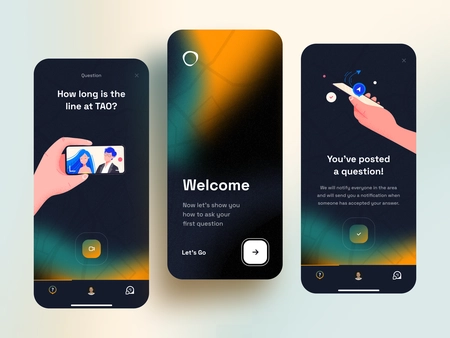 Question
How long is the
line at TAO?
Welcome
Now let's show you
how to ask your
first question
Let's Go
You've posted
a question!
We will notify everyone in the area
and will send you a notification when
someone has accepted your answer.